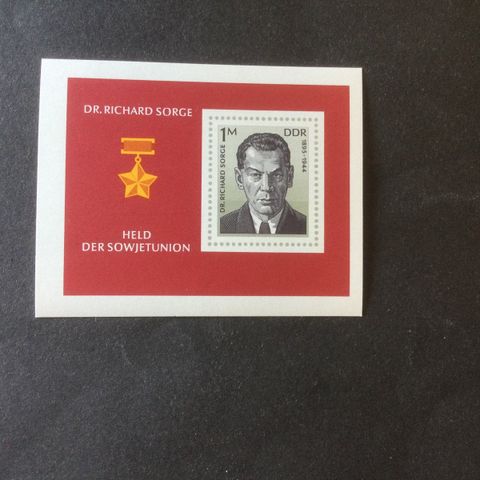 DR. RICHARD SORGE
HELD
DER SOWJETUNION
1M
DDR
DR. RICHARD SORGE
1895-1944